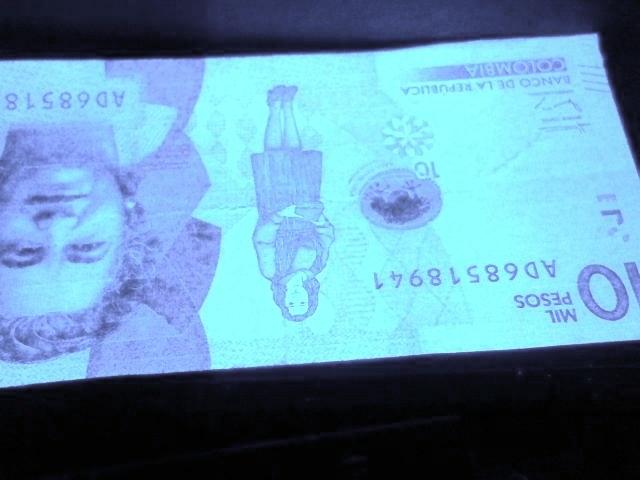 10 MIL
PESOS
AD68518941
10
AD68518
BANCO DE LA REPUBLICA
COLOMBIA